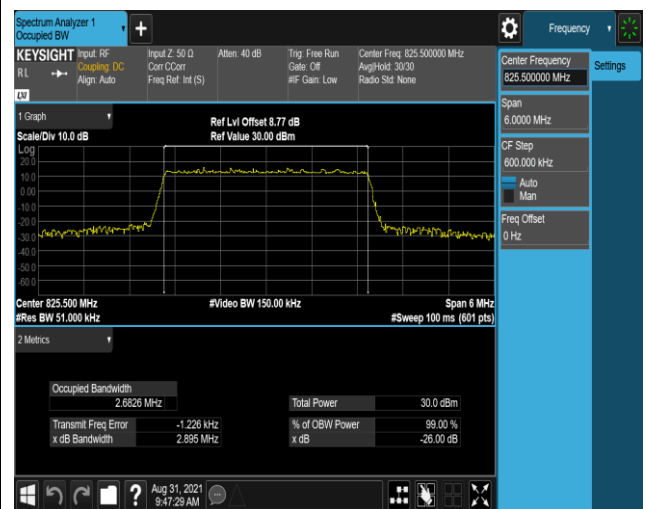 Spectrum Analyzer 1
Occupied BW
Frequency
KEYSIGHT
Input: RF
Input Z: 50 Ω
Atten: 40 dB
Trig: Free Run
Center Freq: 825.500000 MHz
RL
Coupling: DC
Corr CCorr
Gate: Off
Avg|Hold: 30/30
Align: Auto
Freq Ref: Int (S)
#IF Gain: Low
Radio Std: None
LXI
Center Frequency
825.500000 MHz
Settings
Span
6.0000 MHz
CF Step
600.000 kHz
Auto
Man
Freq Offset
0 Hz
1 Graph
Ref Lvl Offset 8.77 dB
Scale/Div 10.0 dB
Ref Value 30.00 dBm
Log
20.0
10.0
0.00
-10.0
-20.0
-30.0
-40.0
-50.0
-60.0
Center 825.500 MHz
#Video BW 150.00 kHz
Span 6 MHz
#Res BW 51.000 kHz
#Sweep 100 ms (601 pts)
2 Metrics
Occupied Bandwidth
2.6826 MHz
Total Power
30.0 dBm
Transmit Freq Error
-1.226 kHz
% of OBW Power
99.00 %
x dB Bandwidth
2.895 MHz
x dB
-26.00 dB
Aug 31, 2021
9:47:29 AM